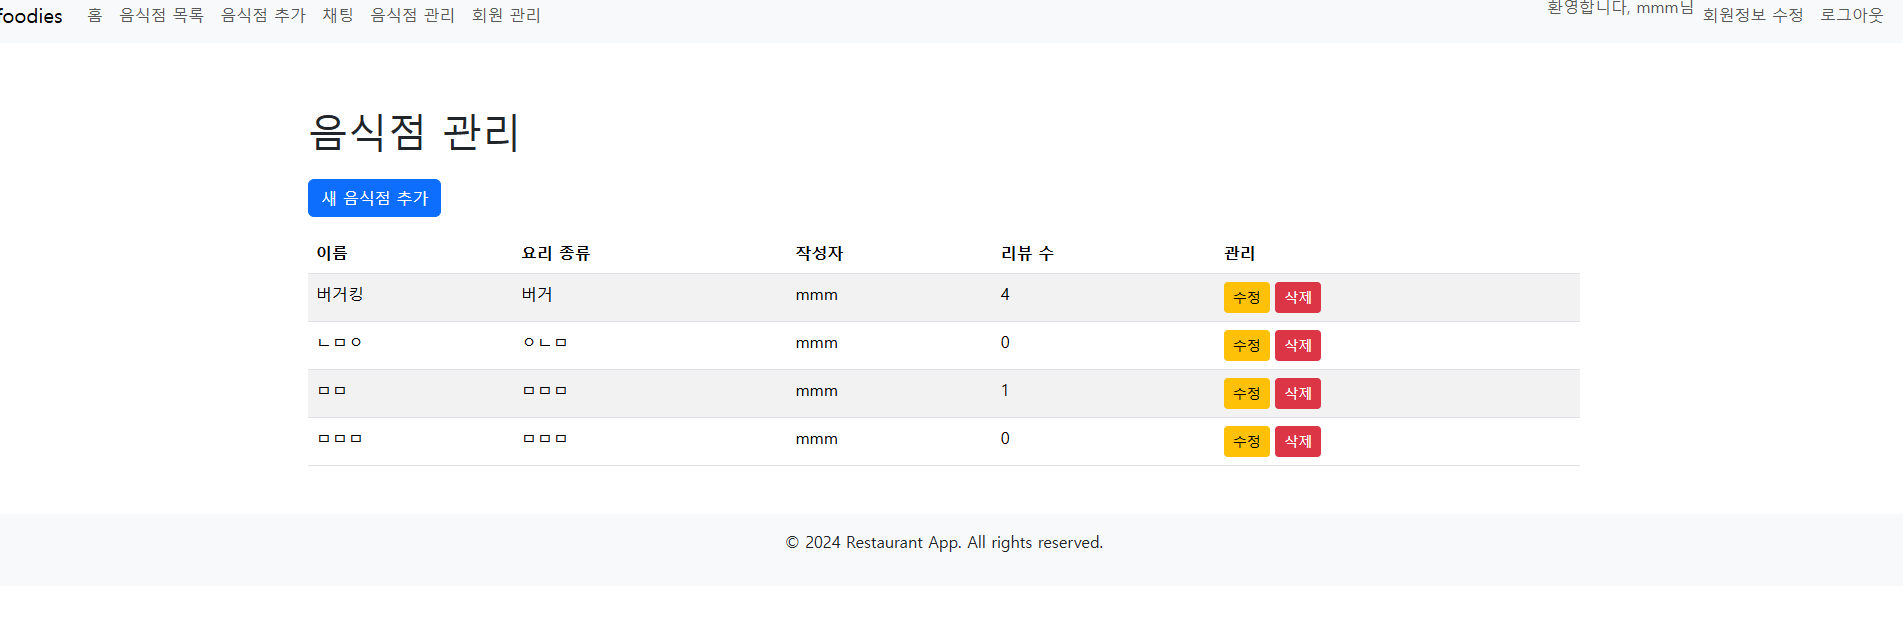 foodies 홈 음식점 목록 음식점 추가 채팅 음식점 관리 회원 관리 환영합니다, mmm님 회원정보 수정 로그아웃
음식점 관리
새 음식점 추가
이름 요리 종류 작성자 리뷰 수 관리
버거킹 버거 mmm 4 수정 삭제
ㄴㅁㅇ ㅇㄴㅁ mmm 0 수정 삭제
ㅁㅁ ㅁㅁㅁ mmm 1 수정 삭제
ㅁㅁㅁ ㅁㅁㅁ mmm 0 수정 삭제
© 2024 Restaurant App. All rights reserved.